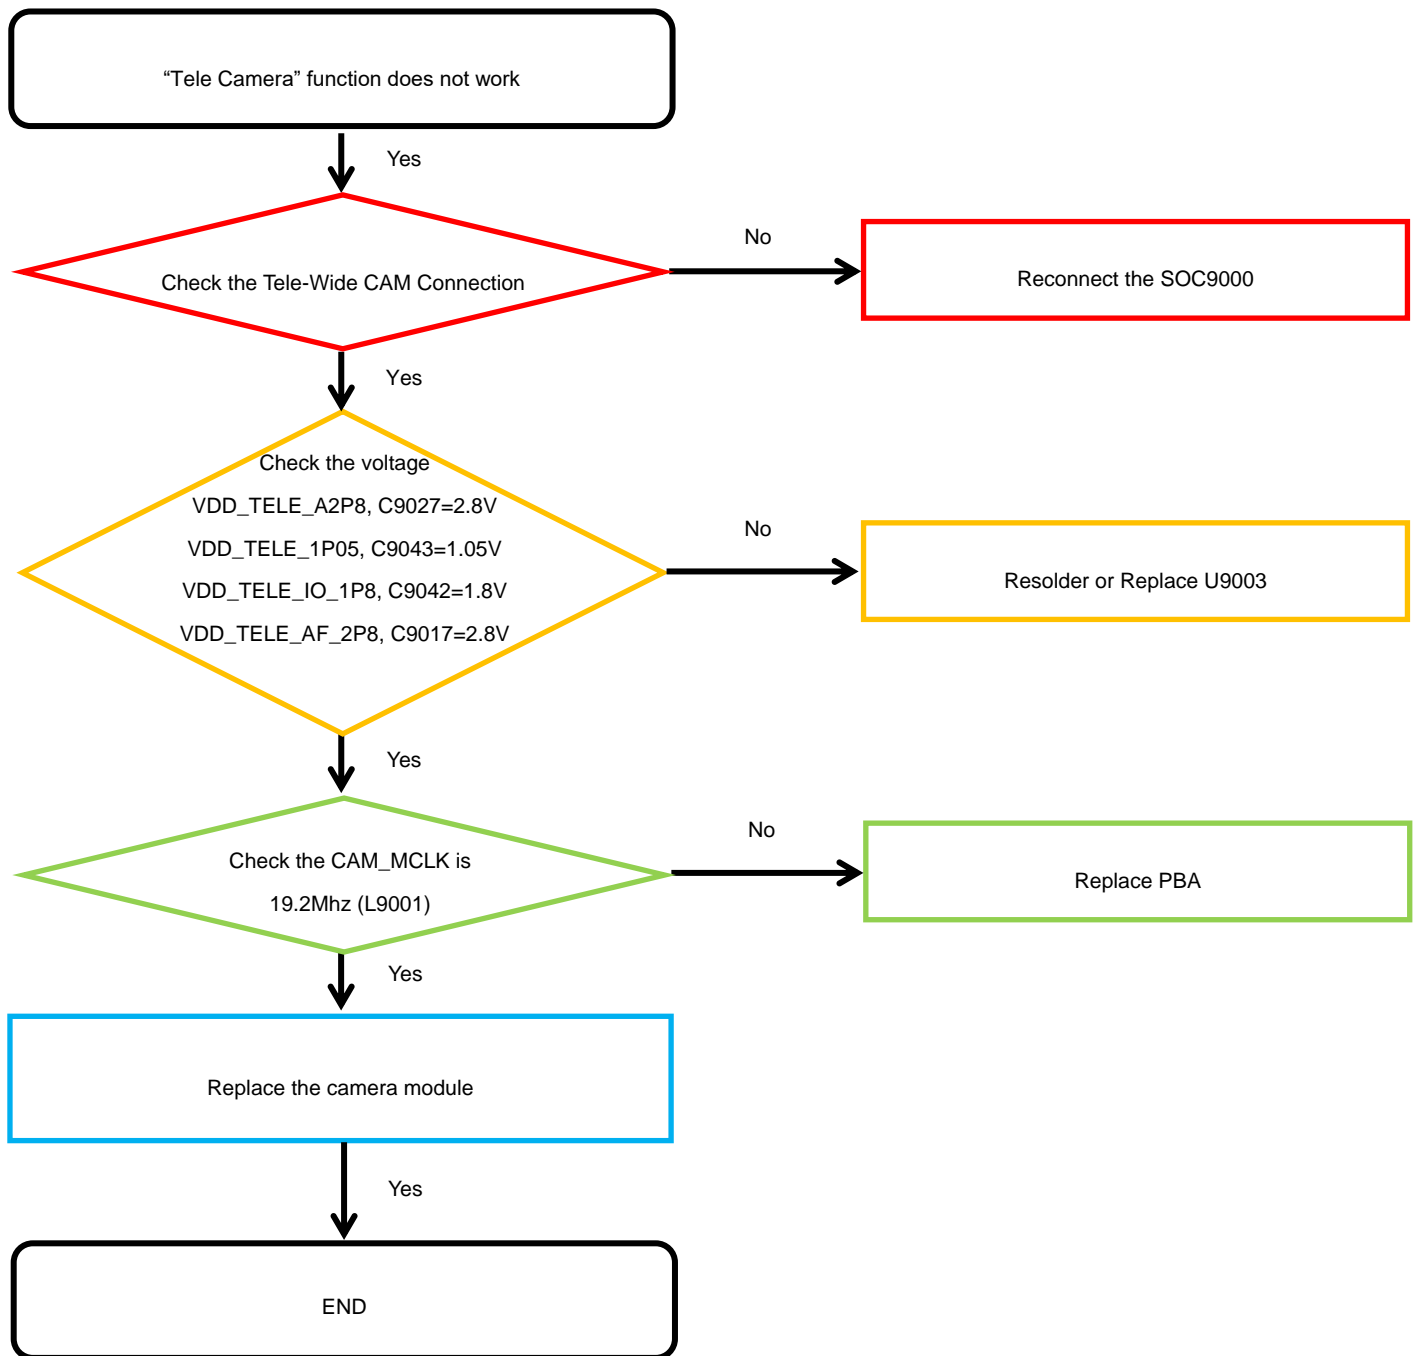 “Tele Camera” function does not work
Yes
Check the Tele-Wide CAM Connection
No
Reconnect the SOC9000
Yes
Check the voltage
VDD_TELE_A2P8, C9027=2.8V
VDD_TELE_1P05, C9043=1.05V
VDD_TELE_IO_1P8, C9042=1.8V
VDD_TELE_AF_2P8, C9017=2.8V
No
Resolder or Replace U9003
Yes
Check the CAM_MCLK is
19.2Mhz (L9001)
No
Replace PBA
Yes
Replace the camera module
Yes
END